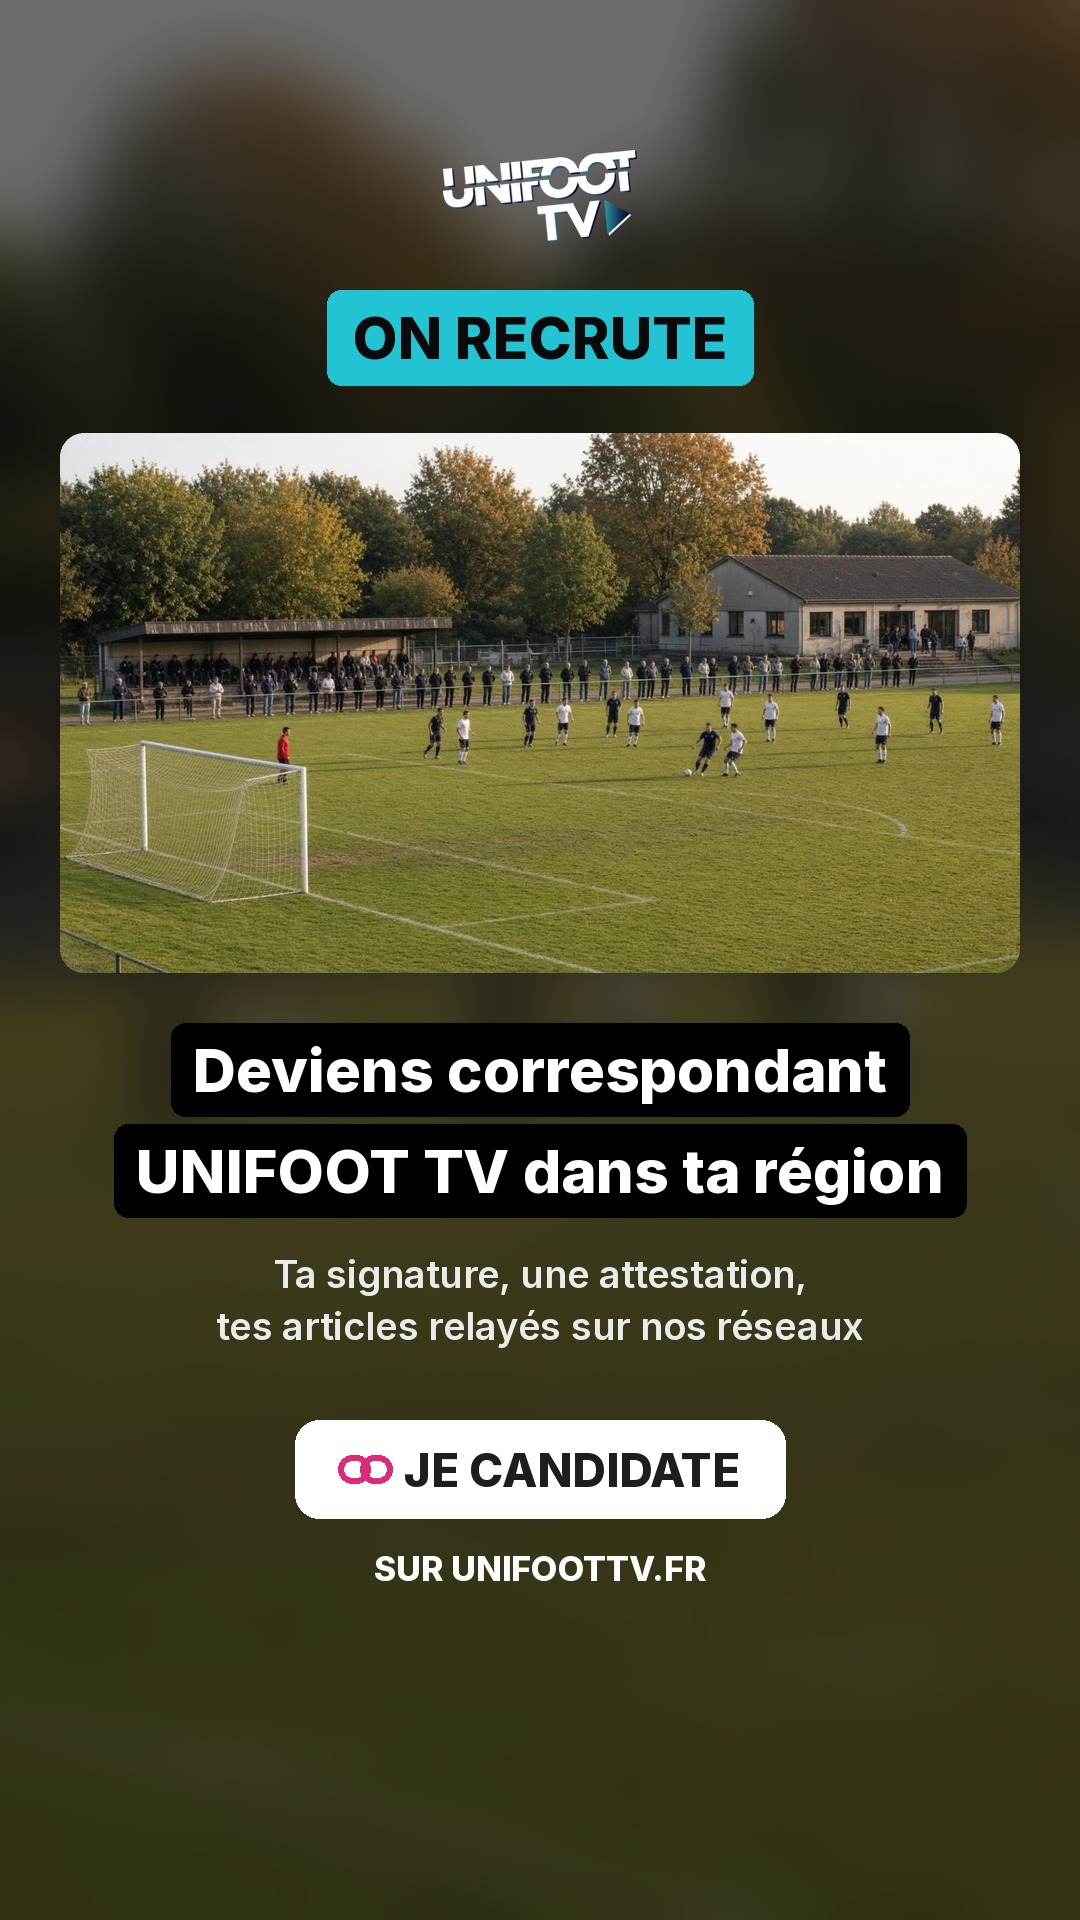 UNIFOOT
TV
ON RECRUTE
Deviens correspondant
UNIFOOT TV dans ta région
Ta signature, une attestation,
tes articles relayés sur nos réseaux
JE CANDIDATE
SUR UNIFOOTTV.FR